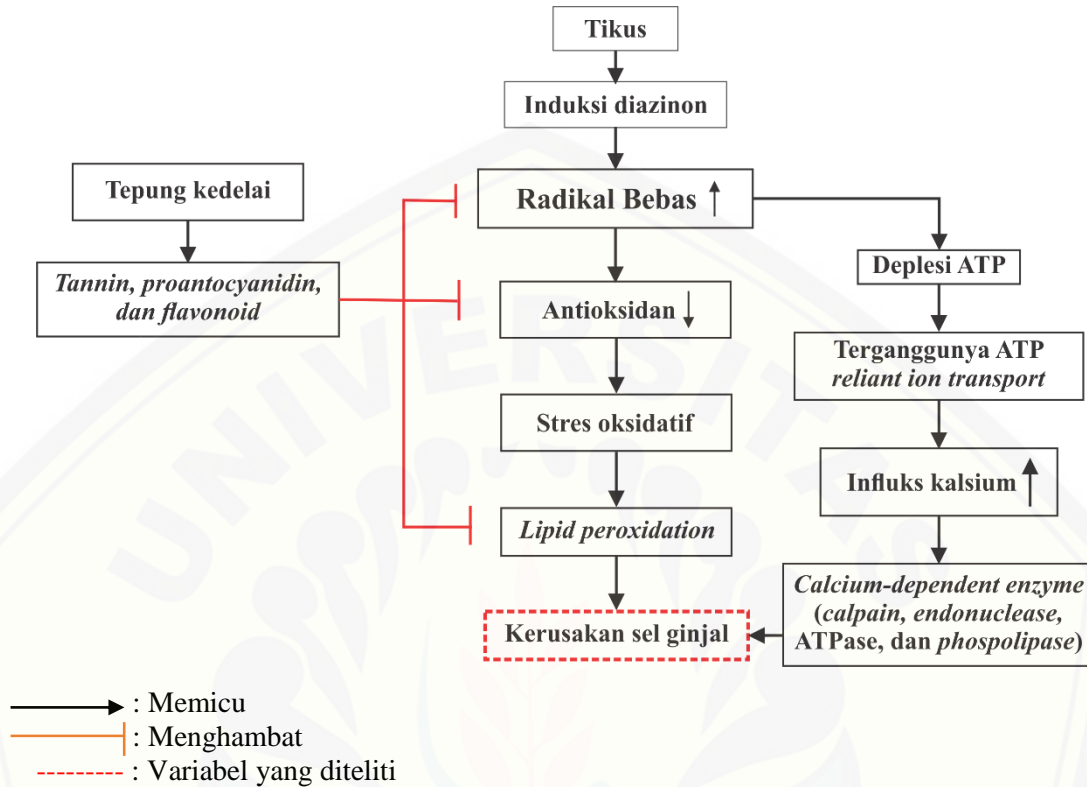 Tikus
Induksi diazinon
Tepung kedelai
Radikal Bebas
Tannin, proantocyanidin,
dan flavonoid
Antioksidan
Stres oksidatif
Lipid peroxidation
Deplesi ATP
Terganggunya ATP
reliant ion transport
Influks kalsium
Calcium-dependent enzyme
(calpain, endonuclease,
ATPase, dan phospolipase)
Kerusakan sel ginjal
: Memicu
: Menghambat
: Variabel yang diteliti
UNIVERSITAS